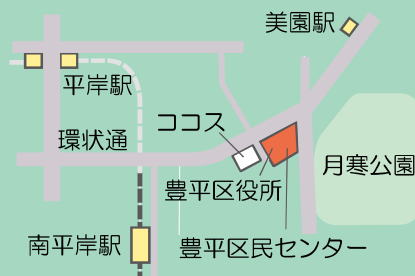 美園駅
平岸駅
ココス
環状通
月寒公園
豊平区役所
南平岸駅
豊平区民センター